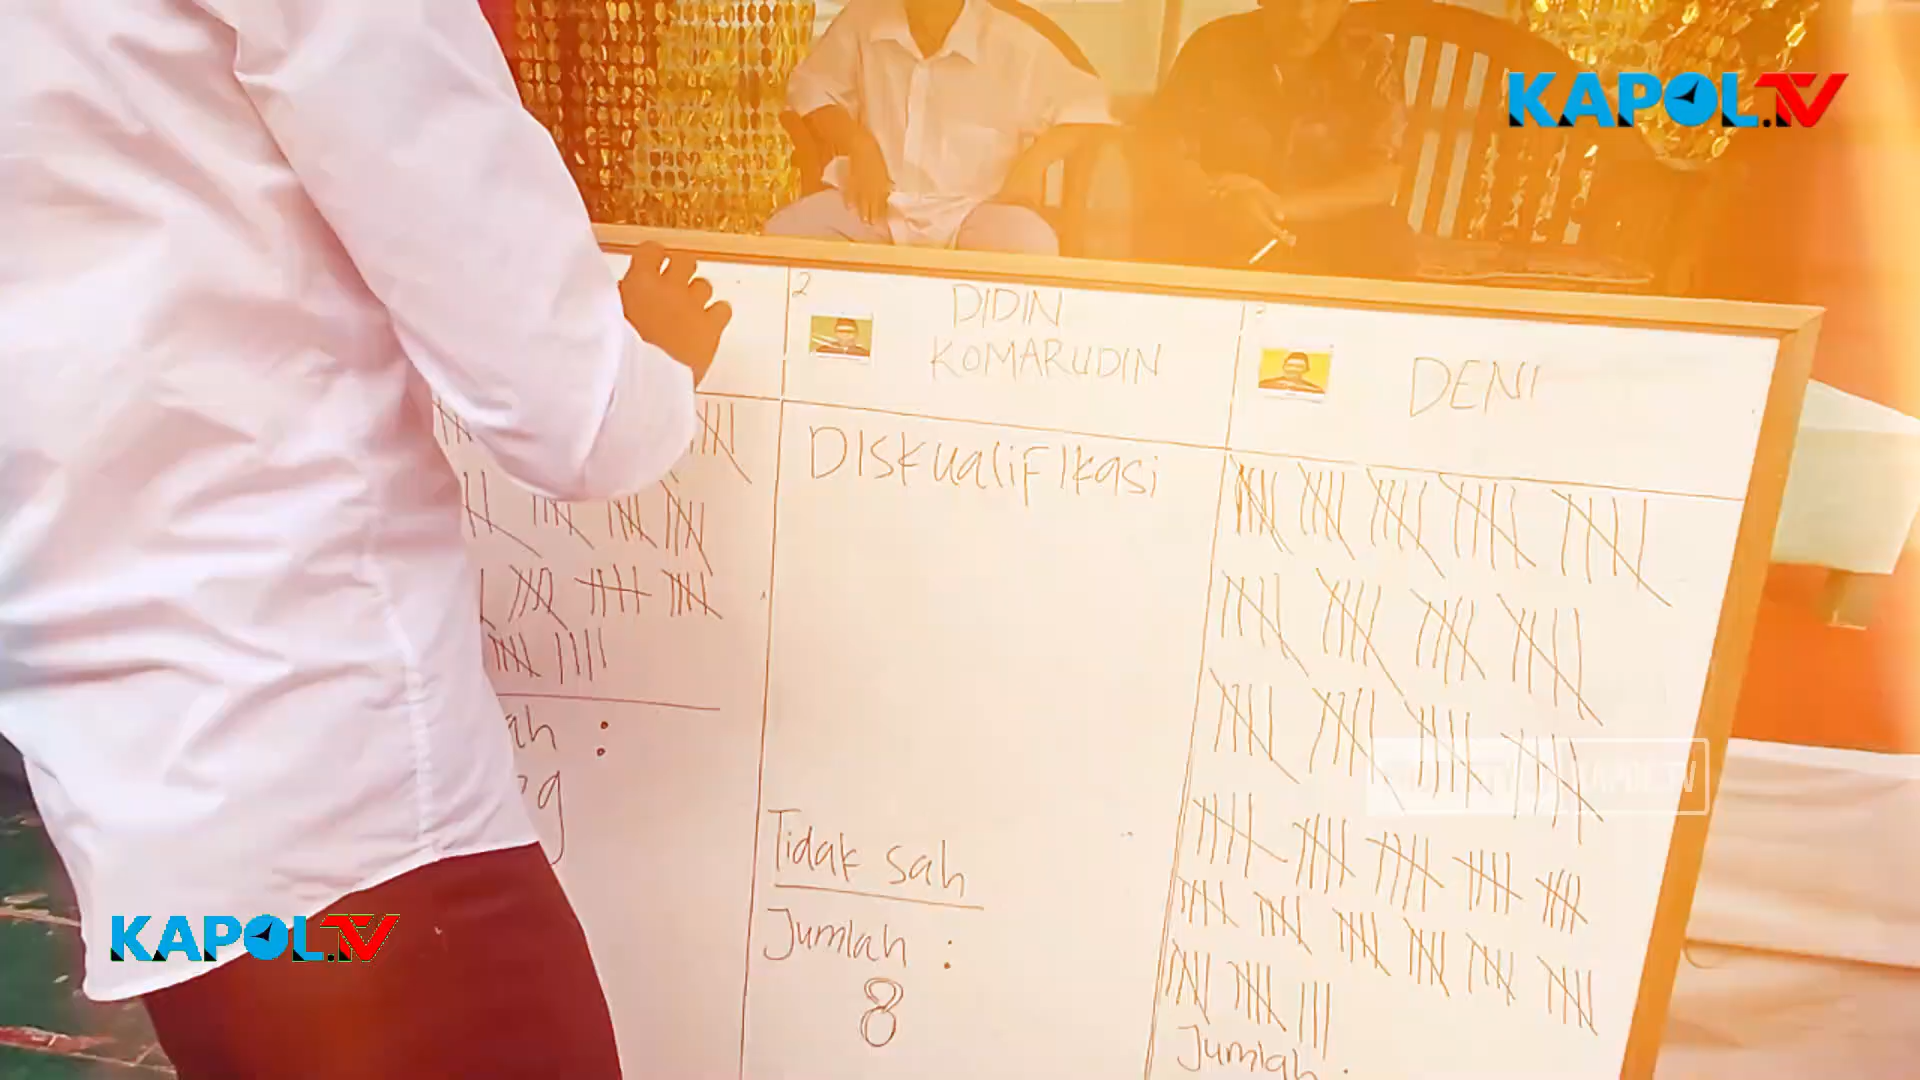 KAPOL.TV
2
DIDIN
KOMARUDIN
3
DENI
DISKUALIFIKASI
Tidak sah
Jumlah :
8
Jumlah :
KAPOL.TV